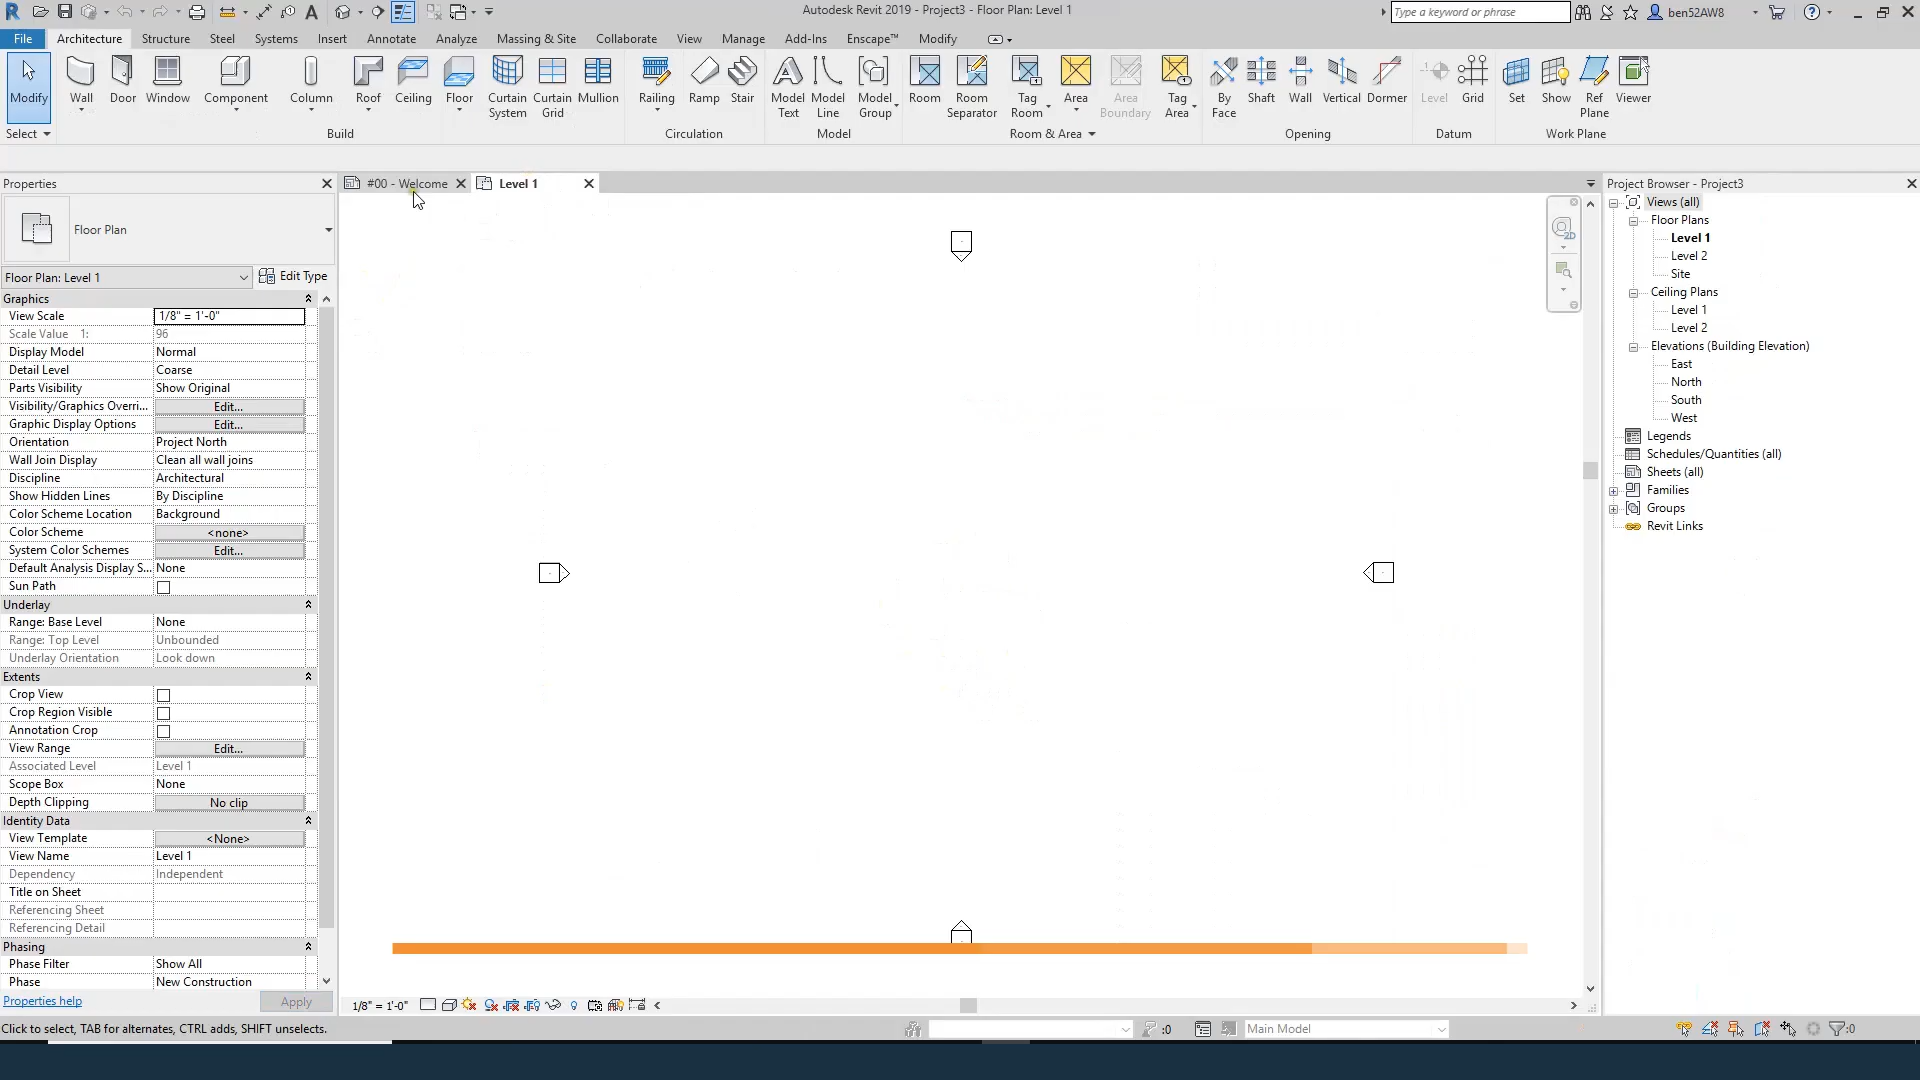 Autodesk Revit 2019 - Project3 - Floor Plan: Level 1
Type a keyword or phrase
ben52AW8
File Architecture Structure Steel Systems Insert Annotate Analyze Massing & Site Collaborate View Manage Add-Ins Enscape™ Modify
Modify Wall Door Window Component Column Roof Ceiling Floor Curtain System Curtain Grid Mullion Railing Ramp Stair Model Text Model Line Model Group Room Room Separator Tag Room Area Area Boundary Tag Area By Face Shaft Wall Vertical Dormer Level Grid Set Show Ref Plane Viewer
Select Build Circulation Model Room & Area Opening Datum Work Plane
Properties
#00 - Welcome
Level 1
Project Browser - Project3
Floor Plan
Floor Plan: Level 1
Edit Type
Graphics
View Scale 1/8" = 1'-0"
Scale Value 1: 96
Display Model Normal
Detail Level Coarse
Parts Visibility Show Original
Visibility/Graphics Overri... Edit...
Graphic Display Options Edit...
Orientation Project North
Wall Join Display Clean all wall joins
Discipline Architectural
Show Hidden Lines By Discipline
Color Scheme Location Background
Color Scheme <none>
System Color Schemes Edit...
Default Analysis Display S... None
Sun Path
Underlay
Range: Base Level None
Range: Top Level Unbounded
Underlay Orientation Look down
Extents
Crop View
Crop Region Visible
Annotation Crop
View Range Edit...
Associated Level Level 1
Scope Box None
Depth Clipping No clip
Identity Data
View Template <None>
View Name Level 1
Dependency Independent
Title on Sheet
Referencing Sheet
Referencing Detail
Phasing
Phase Filter Show All
Phase New Construction
Properties help
Apply
2D
Views (all)
Floor Plans
Level 1
Level 2
Site
Ceiling Plans
Level 1
Level 2
Elevations (Building Elevation)
East
North
South
West
Legends
Schedules/Quantities (all)
Sheets (all)
Families
Groups
Revit Links
1/8" = 1'-0"
Click to select, TAB for alternates, CTRL adds, SHIFT unselects.
:0
Main Model
:0